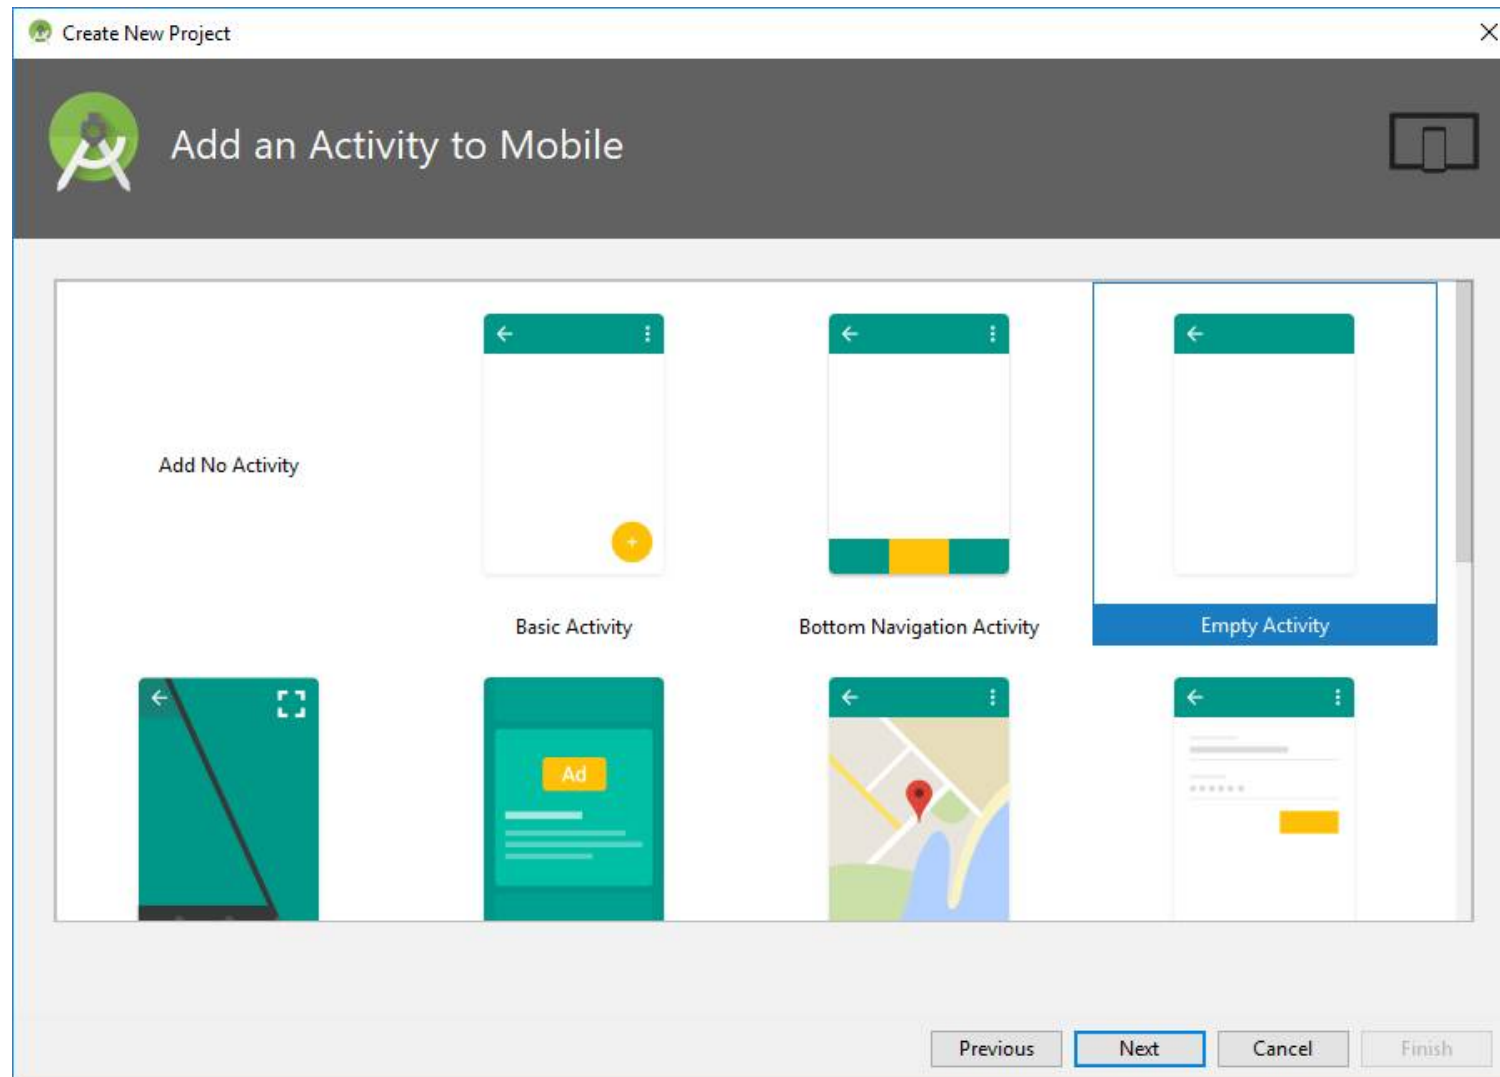 Create New Project
Add an Activity to Mobile
Add No Activity
Basic Activity
Bottom Navigation Activity
Empty Activity
Ad
Previous
Next
Cancel
Finish